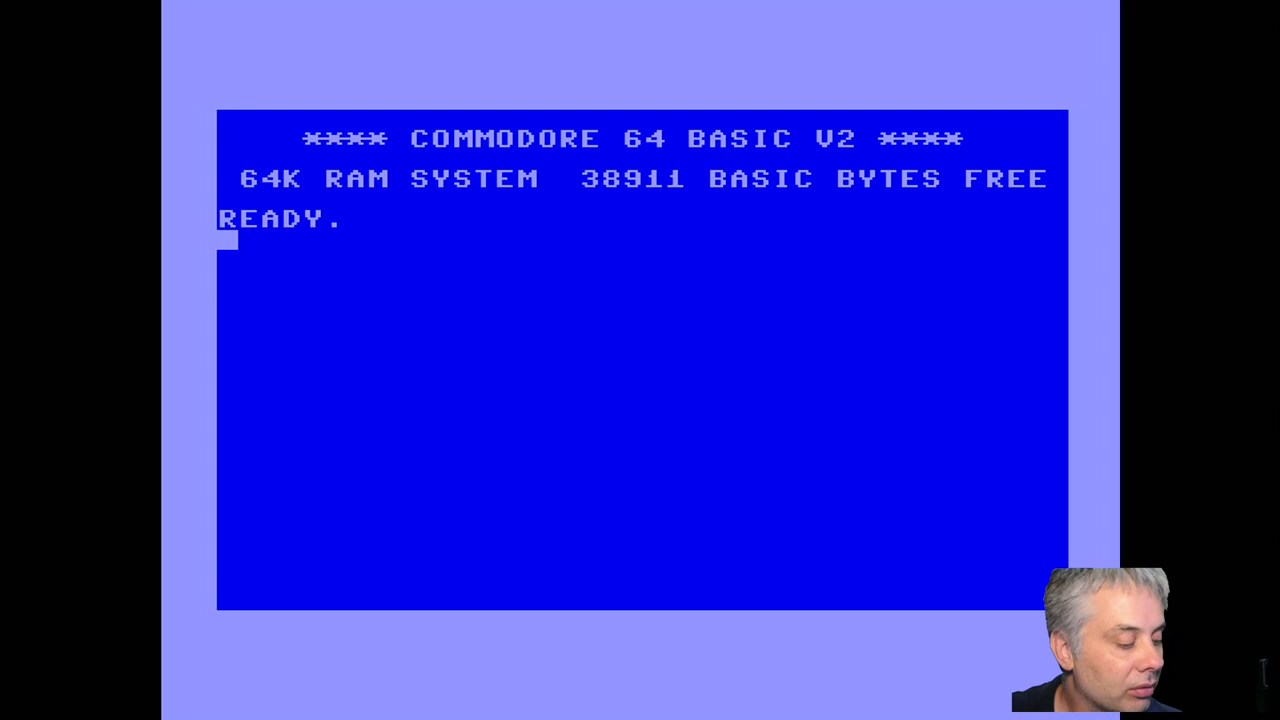 **** COMMODORE 64 BASIC V2 ****
64K RAM SYSTEM  38911 BASIC BYTES FREE
READY.